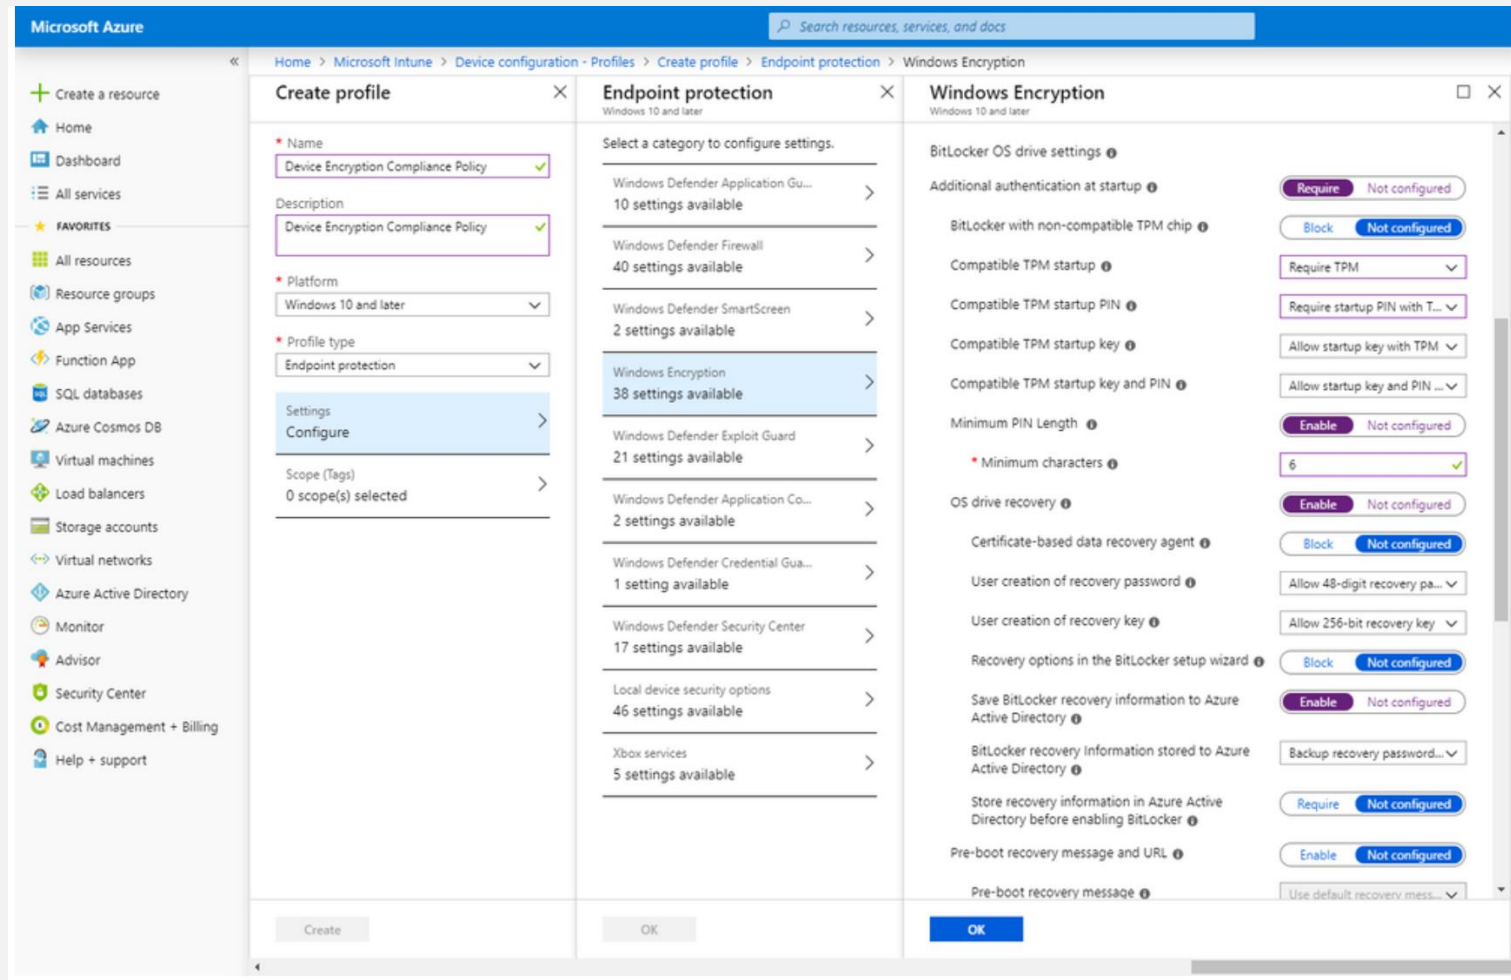 Microsoft Azure
Search resources, services, and docs
Home > Microsoft Intune > Device configuration - Profiles > Create profile > Endpoint protection > Windows Encryption
Create a resource
Home
Dashboard
All services
FAVORITES
All resources
Resource groups
App Services
Function App
SQL databases
Azure Cosmos DB
Virtual machines
Load balancers
Storage accounts
Virtual networks
Azure Active Directory
Monitor
Advisor
Security Center
Cost Management + Billing
Help + support
Create profile
* Name
Device Encryption Compliance Policy
Description
Device Encryption Compliance Policy
* Platform
Windows 10 and later
* Profile type
Endpoint protection
Settings
Configure
Scope (Tags)
0 scope(s) selected
Create
Endpoint protection
Windows 10 and later
Select a category to configure settings.
Windows Defender Application Gu...
10 settings available
Windows Defender Firewall
40 settings available
Windows Defender SmartScreen
2 settings available
Windows Encryption
38 settings available
Windows Defender Exploit Guard
21 settings available
Windows Defender Application Co...
2 settings available
Windows Defender Credential Gua...
1 setting available
Windows Defender Security Center
17 settings available
Local device security options
46 settings available
Xbox services
5 settings available
OK
Windows Encryption
Windows 10 and later
BitLocker OS drive settings
Additional authentication at startup Require Not configured
BitLocker with non-compatible TPM chip Block Not configured
Compatible TPM startup Require TPM
Compatible TPM startup PIN Require startup PIN with T...
Compatible TPM startup key Allow startup key with TPM
Compatible TPM startup key and PIN Allow startup key and PIN ...
Minimum PIN Length Enable Not configured
* Minimum characters 6
OS drive recovery Enable Not configured
Certificate-based data recovery agent Block Not configured
User creation of recovery password Allow 48-digit recovery pa...
User creation of recovery key Allow 256-bit recovery key
Recovery options in the BitLocker setup wizard Block Not configured
Save BitLocker recovery information to Azure
Active Directory Enable Not configured
BitLocker recovery Information stored to Azure
Active Directory Backup recovery password...
Store recovery information in Azure Active
Directory before enabling BitLocker Require Not configured
Pre-boot recovery message and URL Enable Not configured
Pre-boot recovery message Use default recovery mess...
OK